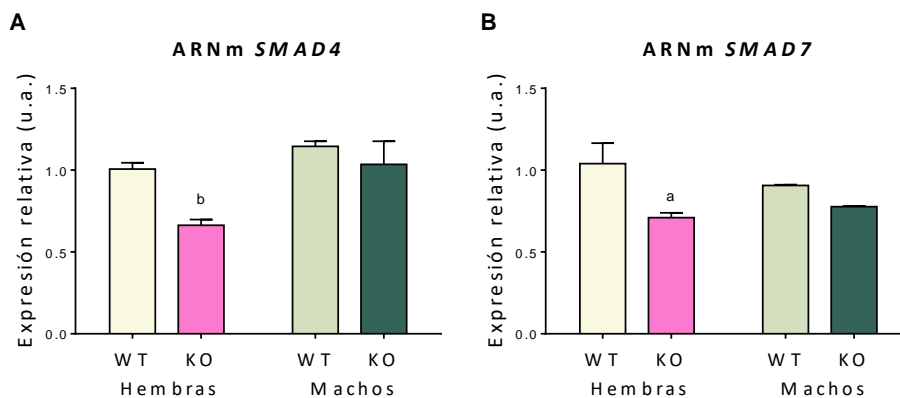 A
ARNm SMAD4
Expresión relativa (u.a.)
1.5
1.0
0.5
0.0
b
WT KO WT KO
Hembras Machos
B
ARNm SMAD7
Expresión relativa (u.a.)
1.5
1.0
0.5
0.0
a
WT KO WT KO
Hembras Machos